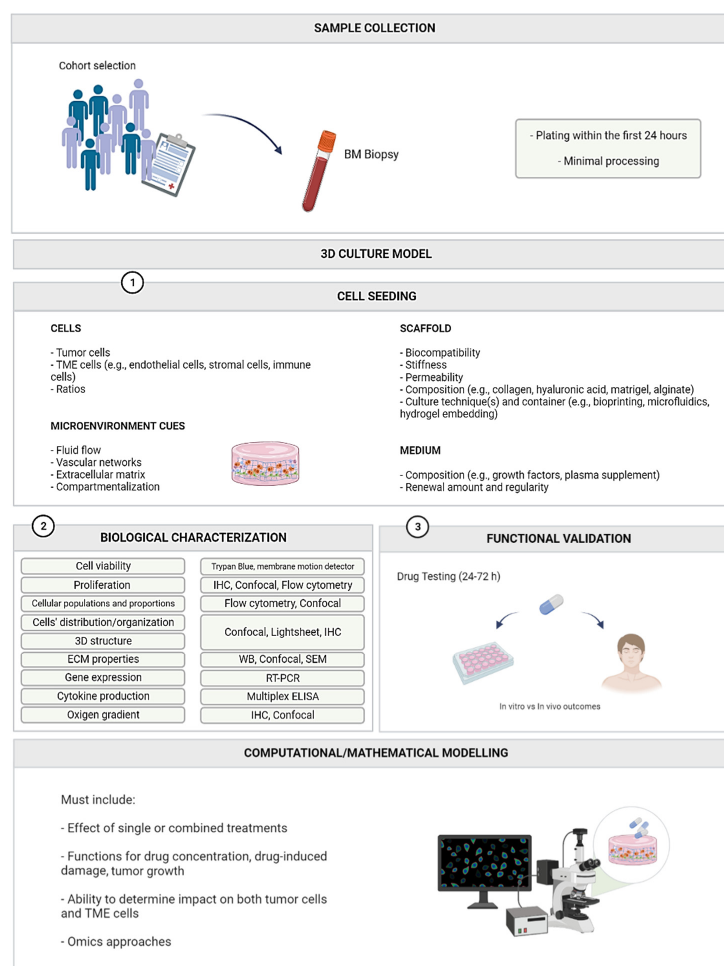 SAMPLE COLLECTION
Cohort selection
BM Biopsy
- Plating within the first 24 hours
- Minimal processing
3D CULTURE MODEL
1
CELL SEEDING
CELLS
- Tumor cells
- TME cells (e.g., endothelial cells, stromal cells, immune
cells)
- Ratios
MICROENVIRONMENT CUES
- Fluid flow
- Vascular networks
- Extracellular matrix
- Compartmentalization
SCAFFOLD
- Biocompatibility
- Stiffness
- Permeability
- Composition (e.g., collagen, hyaluronic acid, matrigel, alginate)
- Culture technique(s) and container (e.g., bioprinting, microfluidics,
hydrogel embedding)
MEDIUM
- Composition (e.g., growth factors, plasma supplement)
- Renewal amount and regularity
2
BIOLOGICAL CHARACTERIZATION
Cell viability
Trypan Blue, membrane motion detector
Proliferation
IHC, Confocal, Flow cytometry
Cellular populations and proportions
Flow cytometry, Confocal
Cells' distribution/organization
3D structure
Confocal, Lightsheet, IHC
ECM properties
WB, Confocal, SEM
Gene expression
RT-PCR
Cytokine production
Multiplex ELISA
Oxigen gradient
IHC, Confocal
3
FUNCTIONAL VALIDATION
Drug Testing (24-72 h)
In vitro vs In vivo outcomes
COMPUTATIONAL/MATHEMATICAL MODELLING
Must include:
- Effect of single or combined treatments
- Functions for drug concentration, drug-induced
damage, tumor growth
- Ability to determine impact on both tumor cells
and TME cells
- Omics approaches